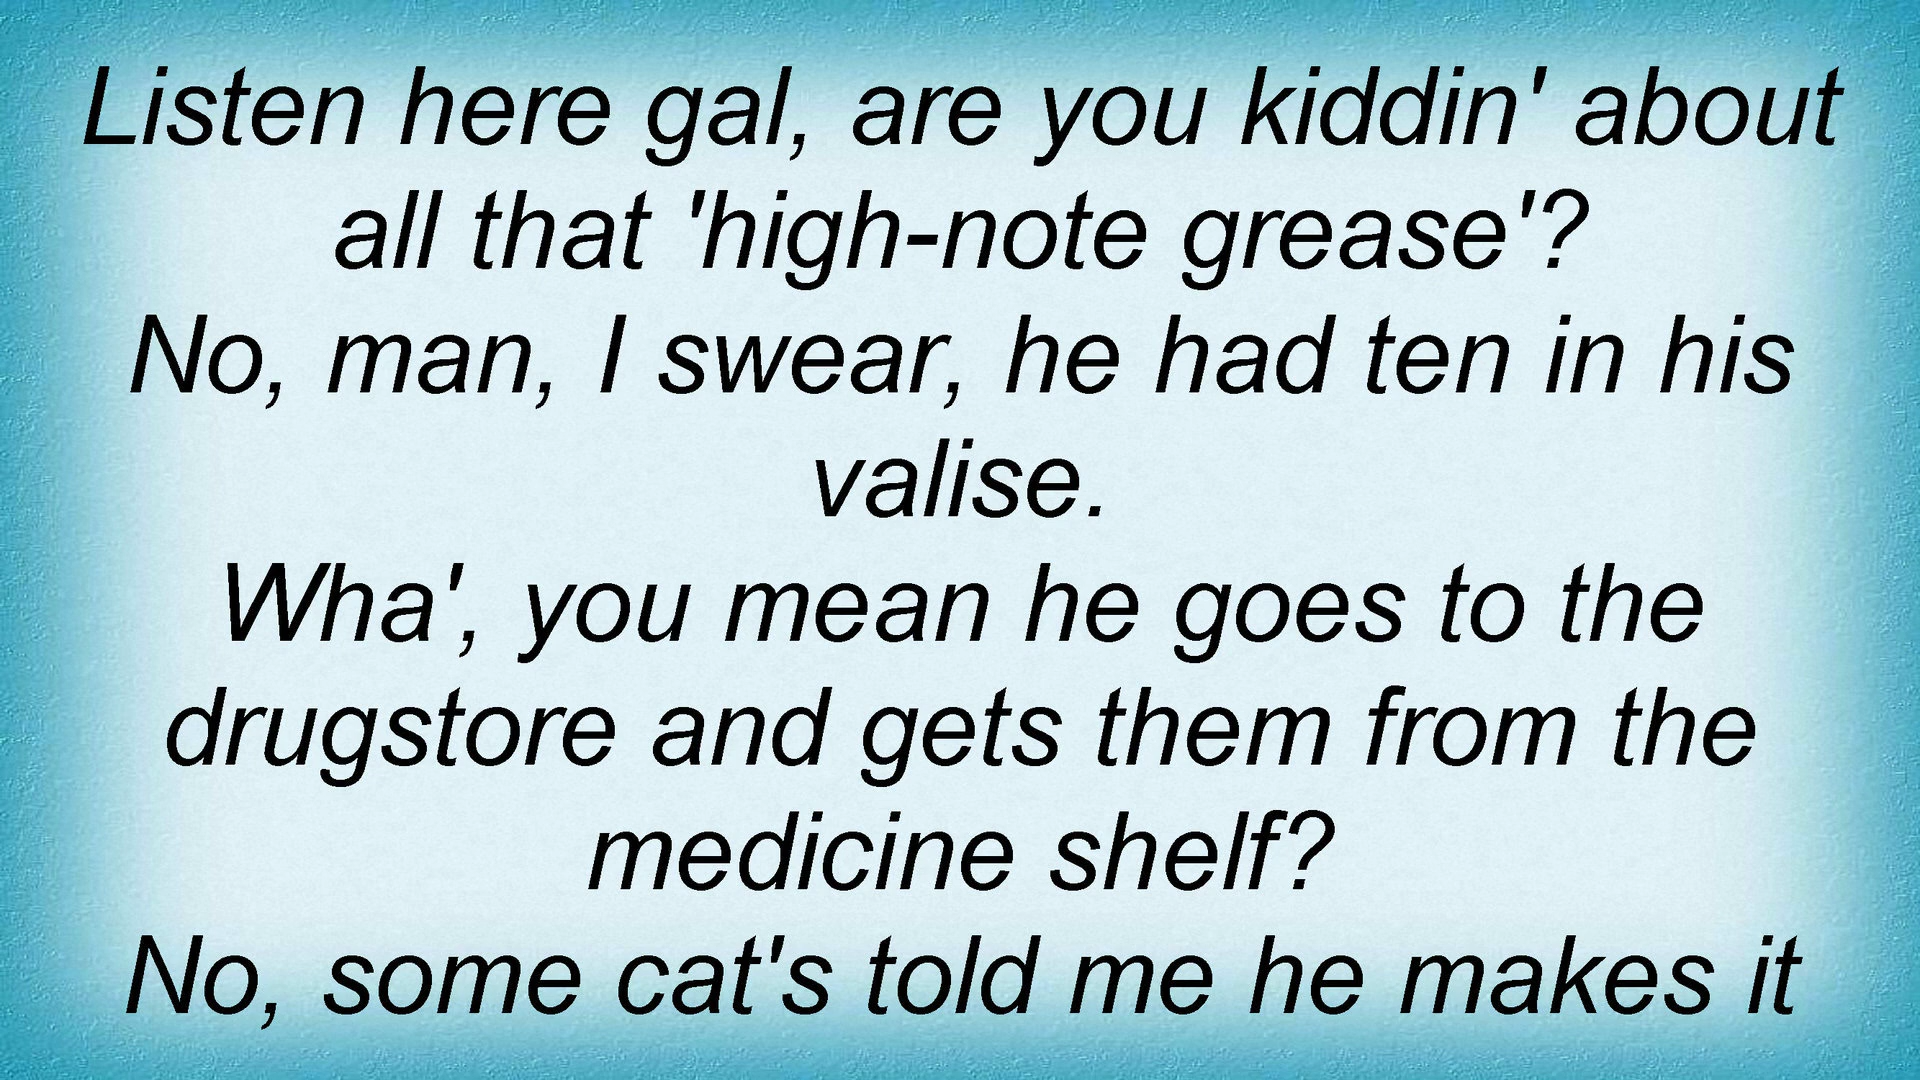 Listen here gal, are you kiddin' about
all that 'high-note grease'?
No, man, I swear, he had ten in his
valise.
Wha', you mean he goes to the
drugstore and gets them from the
medicine shelf?
No, some cat's told me he makes it